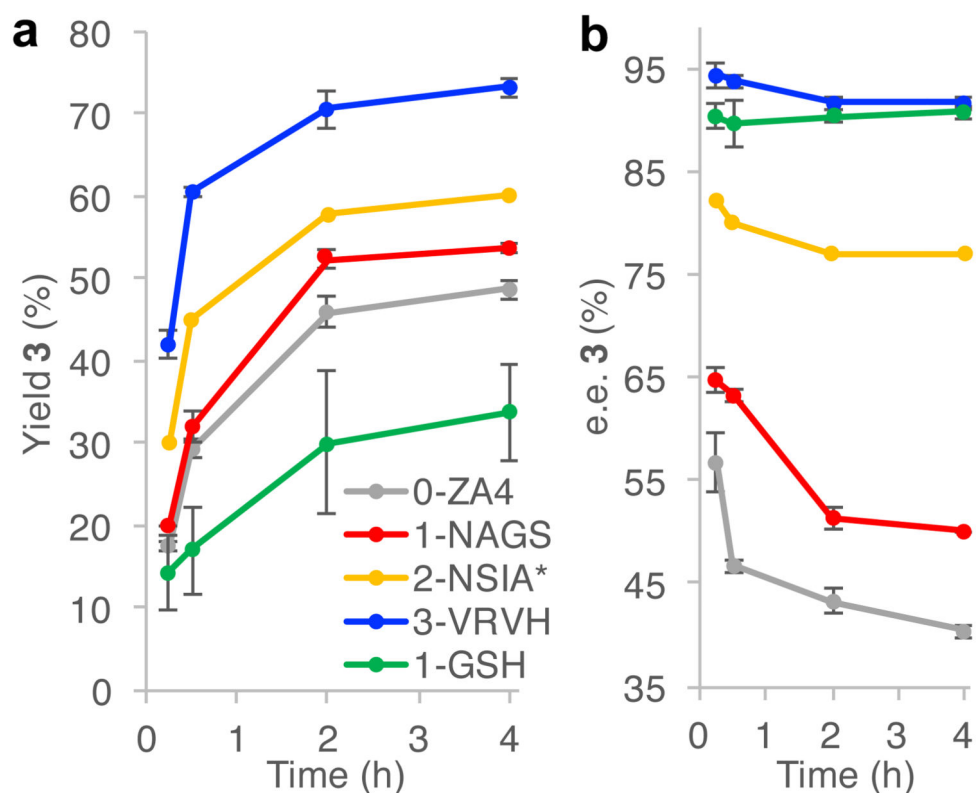 a
80
70
60
50
40
30
20
10
0
Yield 3 (%)
0 1 2 3 4
Time (h)
0-ZA4
1-NAGS
2-NSIA*
3-VRVH
1-GSH
b
95
85
75
65
55
45
35
e.e. 3 (%)
0 1 2 3 4
Time (h)